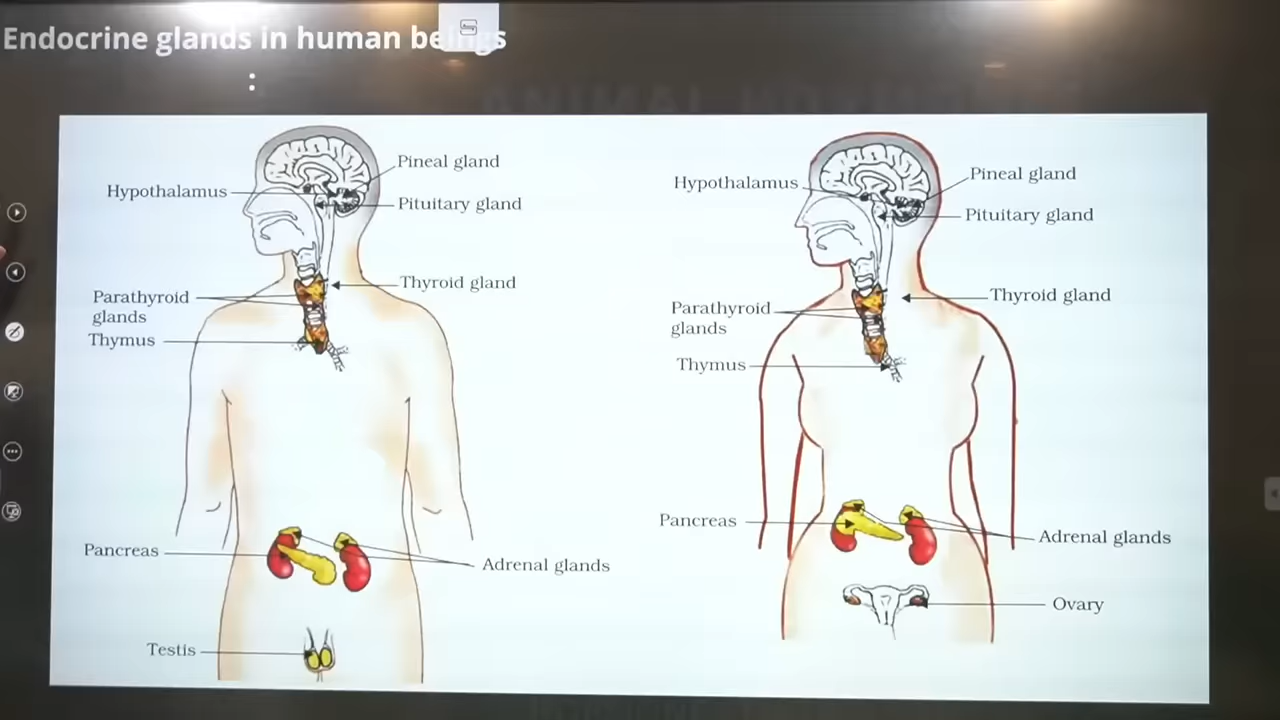 Endocrine glands in human beings
:
Pineal gland
Hypothalamus
Pituitary gland
Thyroid gland
Parathyroid
glands
Thymus
Pancreas
Adrenal glands
Testis
Pineal gland
Hypothalamus
Pituitary gland
Thyroid gland
Parathyroid
glands
Thymus
Pancreas
Adrenal glands
Ovary